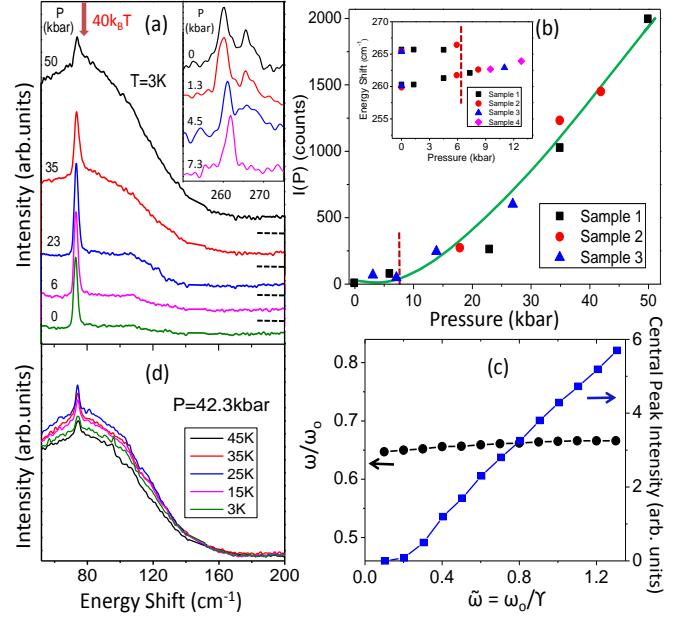 P
(kbar)
40k_BT
(a)
T=3K
50
35
23
6
0
Intensity (arb.units)
P
(kbar)
0
1.3
4.5
7.3
260
270
(b)
I(P) (counts)
2000
1500
1000
500
0
0
10
20
30
40
50
Pressure (kbar)
Sample 1
Sample 2
Sample 3
Energy Shift (cm⁻¹)
270
265
260
255
0
2
4
6
8
10
12
Pressure (kbar)
Sample 1
Sample 2
Sample 3
Sample 4
(d)
P=42.3kbar
45K
35K
25K
15K
3K
Intensity (arb.units)
80
120
160
200
Energy Shift (cm⁻¹)
(c)
ω/ω₀
0.8
0.7
0.6
0.5
0.0
0.4
0.8
1.2
ω̃ = ω₀/ϒ
6
5
3
2
0
Central Peak
Intensity (arb. units)